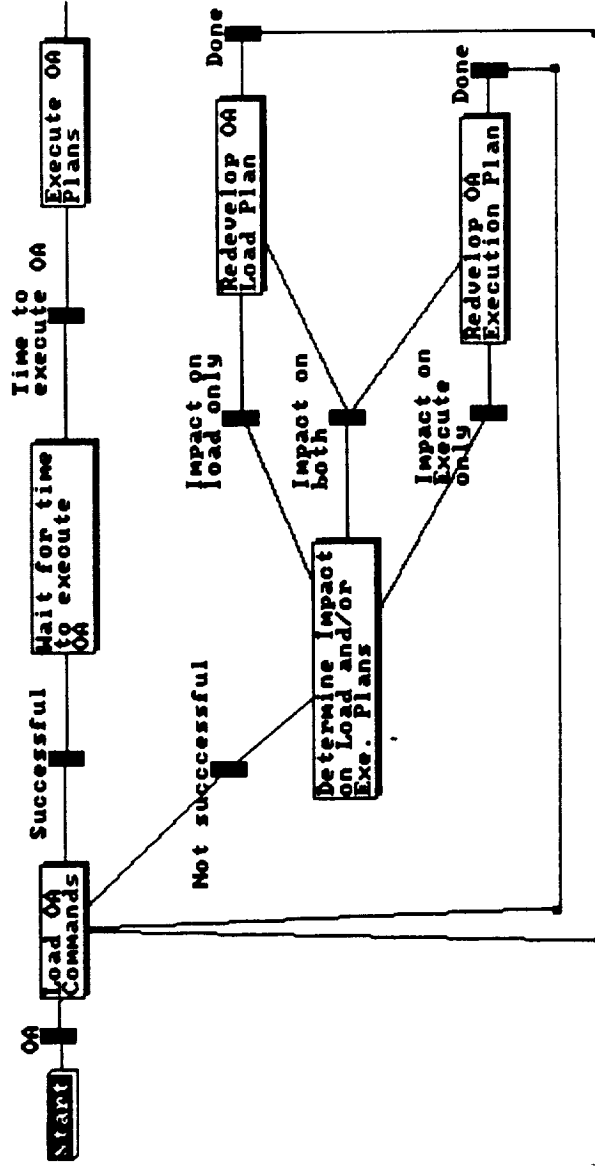 Start
OA
Load OA
Commands
Successful
Wait for time
to execute
OA
Time to
execute OA
Execute OA
Plans
Not succcessful
Determine Impact
on Load and/or
Exe. Plans
Impact on
load only
Redevelop OA
Load Plan
Done
Impact on
both
Impact on
Execute
only
Redvelop OA
Execution Plan
Done